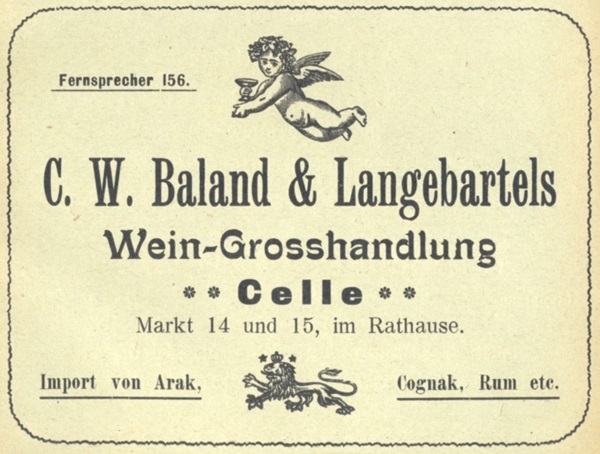 Fernsprecher 156.
C. W. Baland & Langebartels
Wein-Grosshandlung
Celle
Markt 14 und 15, im Rathause.
Import von Arak, Cognak, Rum etc.